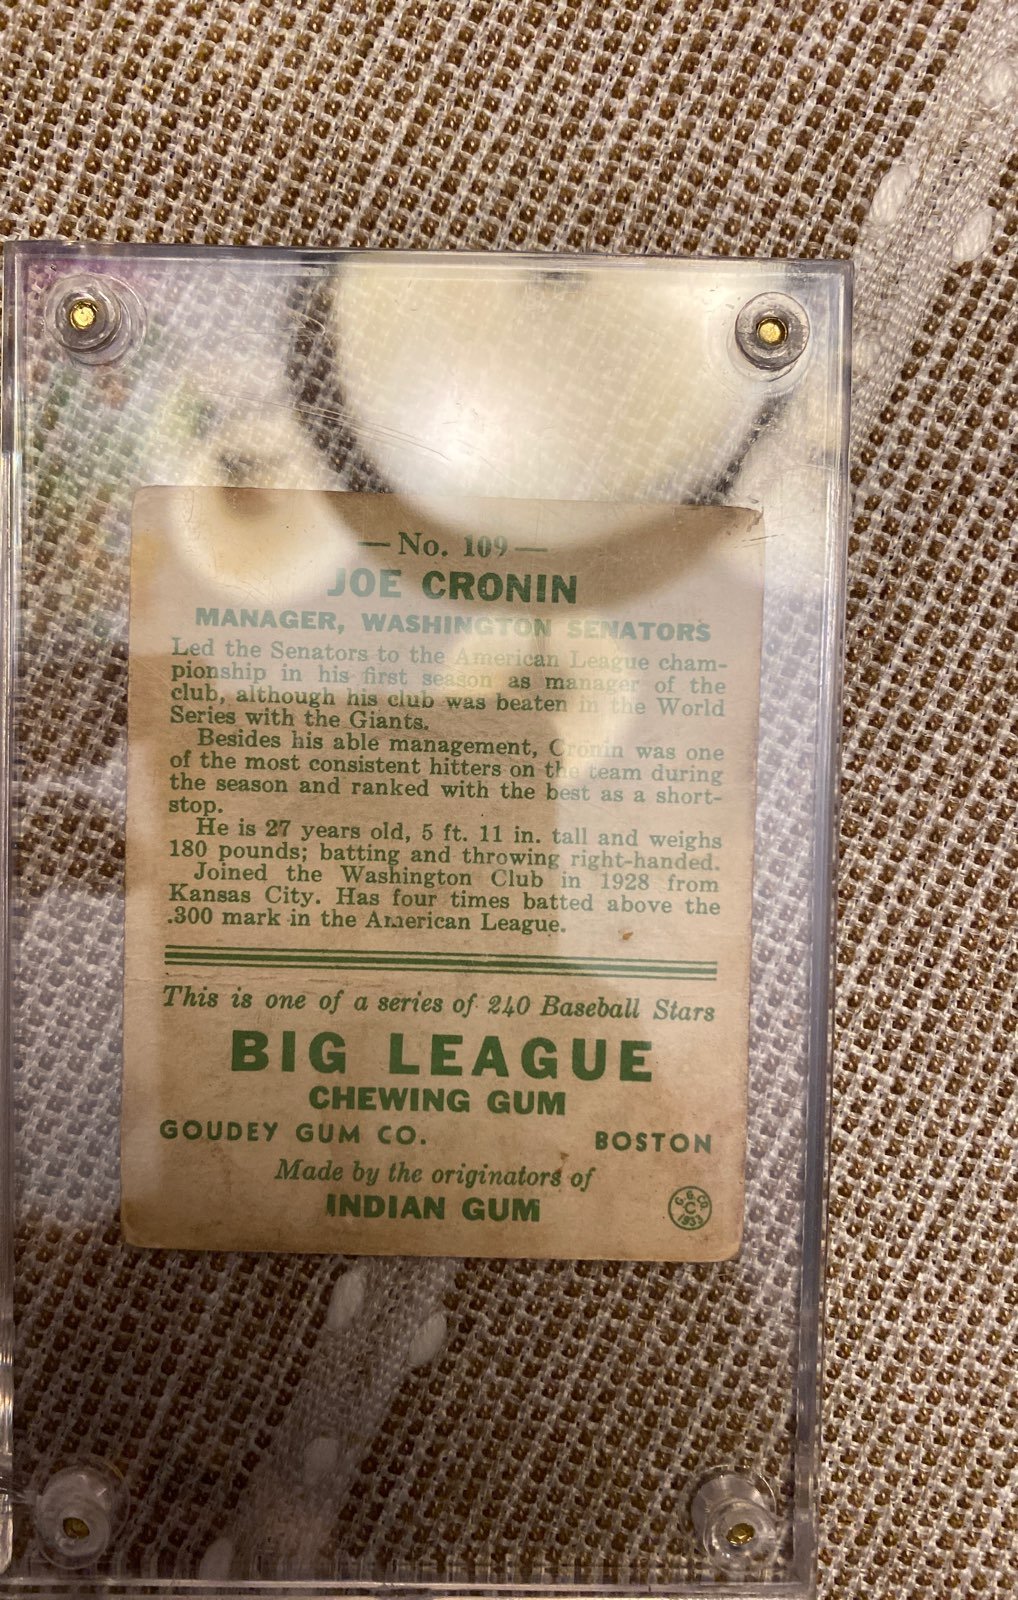 — No. 109 —
JOE CRONIN
MANAGER, WASHINGTON SENATORS
Led the Senators to the American League cham-
pionship in his first season as manager of the
club, although his club was beaten in the World
Series with the Giants.
Besides his able management, Cronin was one
of the most consistent hitters on the team during
the season and ranked with the best as a short-
stop.
He is 27 years old, 5 ft. 11 in. tall and weighs
180 pounds; batting and throwing right-handed.
Joined the Washington Club in 1928 from
Kansas City. Has four times batted above the
.300 mark in the American League.
This is one of a series of 240 Baseball Stars
BIG LEAGUE
CHEWING GUM
GOUDEY GUM CO. BOSTON
Made by the originators of
INDIAN GUM
G. G. Co.
C
1933